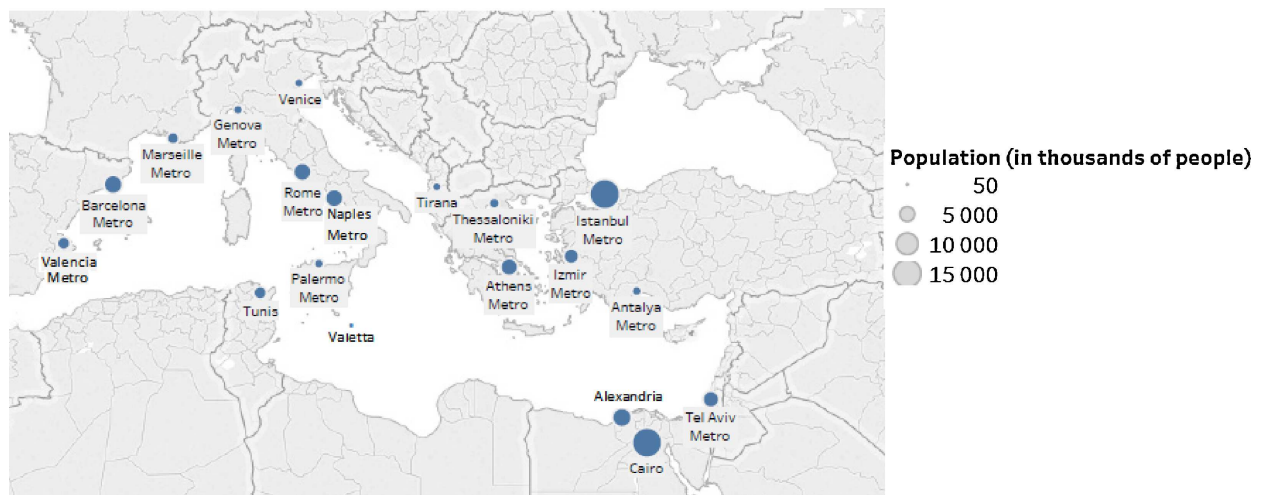 Venice
Genova
Metro
Marseille
Metro
Barcelona
Metro
Rome
Metro
Naples
Metro
Tirana
Thessaloniki
Metro
Istanbul
Metro
Valencia
Metro
Palermo
Metro
Athens
Metro
Izmir
Metro
Antalya
Metro
Tunis
Valetta
Alexandria
Tel Aviv
Metro
Cairo
Population (in thousands of people)
50
5 000
10 000
15 000